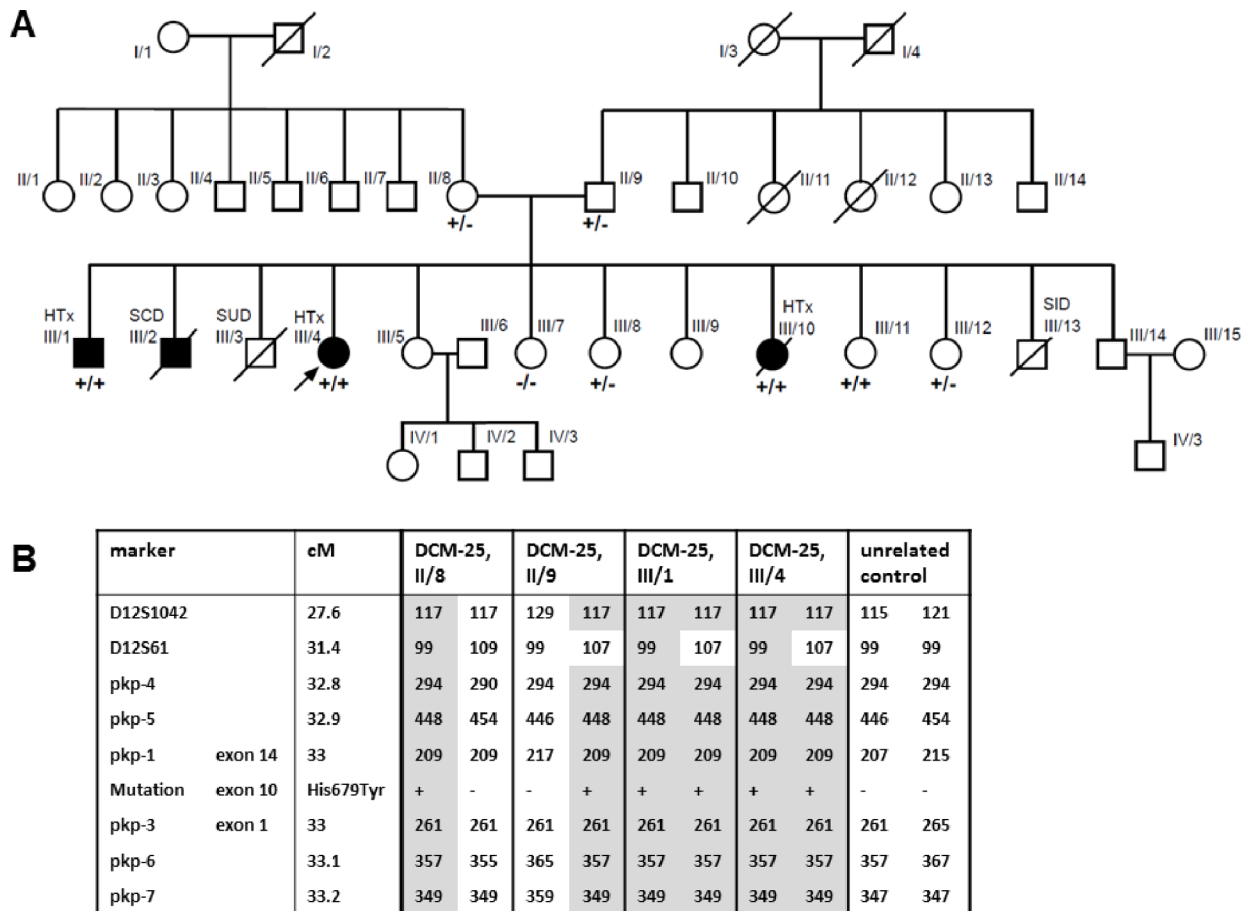 A
I/1 I/2 I/3 I/4
II/1 II/2 II/3 II/4 II/5 II/6 II/7 II/8 II/9 II/10 II/11 II/12 II/13 II/14
+/- +/-
HTx SCD SUD HTx HTx SID
III/1 III/2 III/3 III/4 III/5 III/6 III/7 III/8 III/9 III/10 III/11 III/12 III/13 III/14 III/15
+/+ +/+ -/- +/- +/+ +/+ +/-
IV/1 IV/2 IV/3 IV/3
B
marker cM DCM-25, II/8 DCM-25, II/9 DCM-25, III/1 DCM-25, III/4 unrelated control
D12S1042 27.6 117 117 129 117 117 117 117 117 115 121
D12S61 31.4 99 109 99 107 99 107 99 107 99 99
pkp-4 32.8 294 290 294 294 294 294 294 294 294 294
pkp-5 32.9 448 454 446 448 448 448 448 448 446 454
pkp-1 exon 14 33 209 209 217 209 209 209 209 209 207 215
Mutation exon 10 His679Tyr + - - + + + + + - -
pkp-3 exon 1 33 261 261 261 261 261 261 261 261 261 265
pkp-6 33.1 357 355 365 357 357 357 357 357 357 367
pkp-7 33.2 349 349 359 349 349 349 349 349 347 347